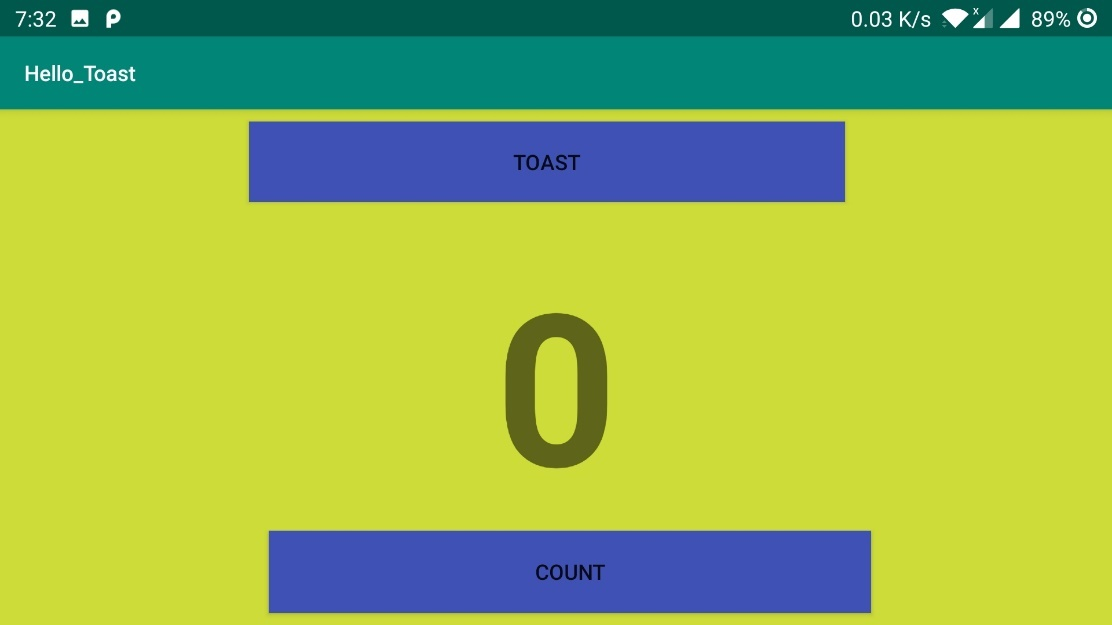 7:32 0.03 K/s x 89%
Hello_Toast
TOAST
0
COUNT